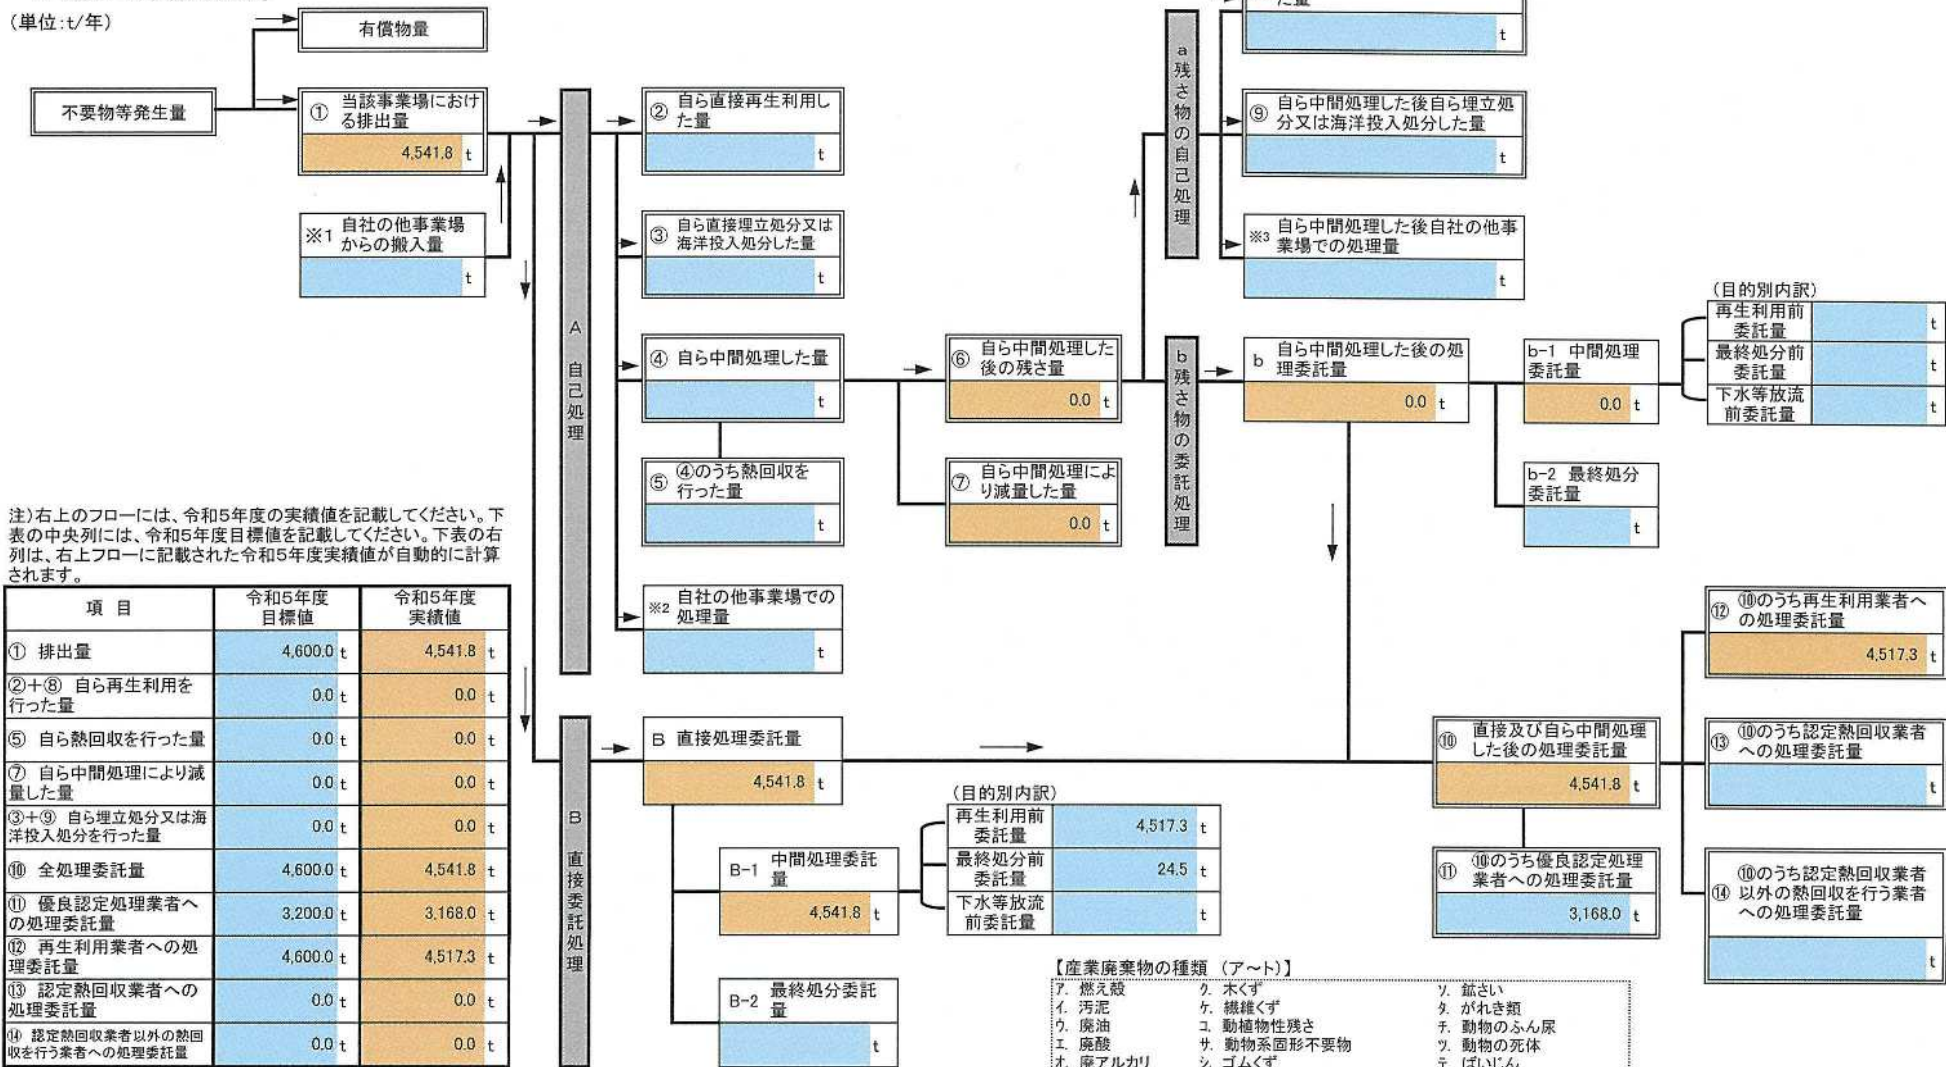 (単位:t/年)
有償物量
不要物等発生量
① 当該事業場におけ
る排出量
4,541.8 t
※1 自社の他事業場
からの搬入量
t
A 自己処理
② 自ら直接再生利用し
た量
t
③ 自ら直接埋立処分又は
海洋投入処分した量
t
④ 自ら中間処理した量
t
⑤ ④のうち熱回収を
行った量
t
※2 自社の他事業場での
処理量
t
⑥ 自ら中間処理した
後の残さ量
0.0 t
⑦ 自ら中間処理によ
り減量した量
0.0 t
a 残さ物の自己処理
た量
t
⑨ 自ら中間処理した後自ら埋立処
分又は海洋投入処分した量
t
※3 自ら中間処理した後自社の他事
業場での処理量
t
b 残さ物の委託処理
b 自ら中間処理した後の処
理委託量
0.0 t
b-1 中間処理
委託量
0.0 t
(目的別内訳)
再生利用前
委託量 t
最終処分前
委託量 t
下水等放流
前委託量 t
b-2 最終処分
委託量
t
注)右上のフローには、令和5年度の実績値を記載してください。下
表の中央列には、令和5年度目標値を記載してください。下表の右
列は、右上フローに記載された令和5年度実績値が自動的に計算
されます。
項 目 令和5年度 目標値 令和5年度 実績値
① 排出量 4,600.0 t 4,541.8 t
②+⑧ 自ら再生利用を
行った量 0.0 t 0.0 t
⑤ 自ら熱回収を行った量 0.0 t 0.0 t
⑦ 自ら中間処理により減
量した量 0.0 t 0.0 t
③+⑨ 自ら埋立処分又は海
洋投入処分を行った量 0.0 t 0.0 t
⑩ 全処理委託量 4,600.0 t 4,541.8 t
⑪ 優良認定処理業者へ
の処理委託量 3,200.0 t 3,168.0 t
⑫ 再生利用業者への処
理委託量 4,600.0 t 4,517.3 t
⑬ 認定熱回収業者への
処理委託量 0.0 t 0.0 t
⑭ 認定熱回収業者以外の熱回
収を行う業者への処理委託量 0.0 t 0.0 t
B 直接委託処理
B 直接処理委託量
4,541.8 t
B-1 中間処理委託
量
4,541.8 t
(目的別内訳)
再生利用前
委託量 4,517.3 t
最終処分前
委託量 24.5 t
下水等放流
前委託量 t
B-2 最終処分委託
量
t
⑩ 直接及び自ら中間処理
した後の処理委託量
4,541.8 t
⑪ ⑩のうち優良認定処理
業者への処理委託量
3,168.0 t
⑫ ⑩のうち再生利用業者へ
の処理委託量
4,517.3 t
⑬ ⑩のうち認定熱回収業者
への処理委託量
t
⑭ ⑩のうち認定熱回収業者
以外の熱回収を行う業者
への処理委託量
t
【産業廃棄物の種類 (ア～ト)】
ア. 燃え殻 ク. 木くず ソ. 鉱さい
イ. 汚泥 ケ. 繊維くず タ. がれき類
ウ. 廃油 コ. 動植物性残さ チ. 動物のふん尿
エ. 廃酸 サ. 動物系固形不要物 ツ. 動物の死体
オ. 廃アルカリ シ. ゴムくず テ. ばいじん